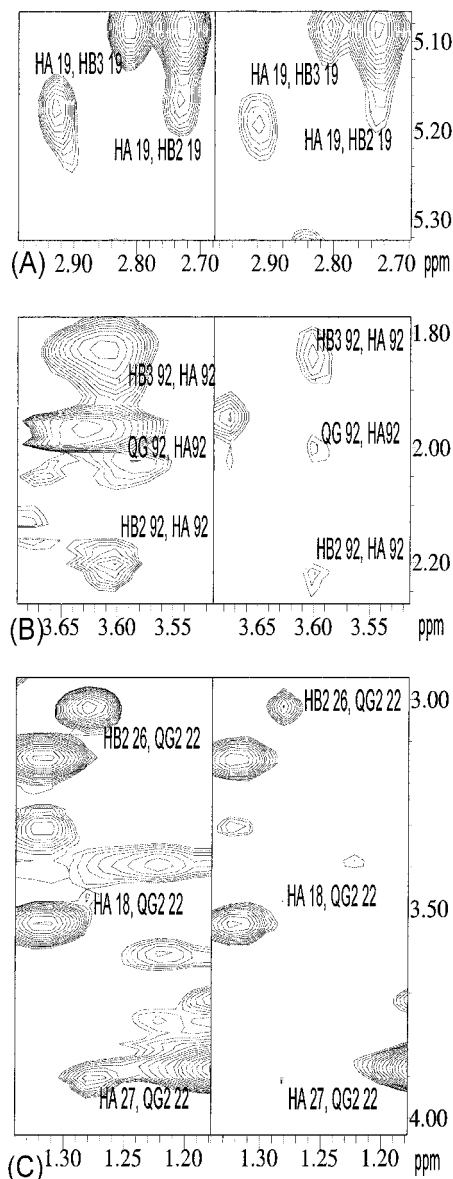 HA 19, HB3 19
HA 19, HB2 19
HA 19, HB3 19
HA 19, HB2 19
5.10
5.20
5.30
(A)
2.90 2.80 2.70 2.90 2.80 2.70 ppm
HB3 92, HA 92
QG 92, HA92
HB2 92, HA 92
HB3 92, HA 92
QG 92, HA92
HB2 92, HA 92
1.80
2.00
2.20
(B)
3.65 3.60 3.55 3.65 3.60 3.55 ppm
HB2 26, QG2 22
HA 18, QG2 22
HA 27, QG2 22
HB2 26, QG2 22
HA 18, QG2 22
HA 27, QG2 22
3.00
3.50
4.00
(C)
1.30 1.25 1.20 1.30 1.25 1.20 ppm